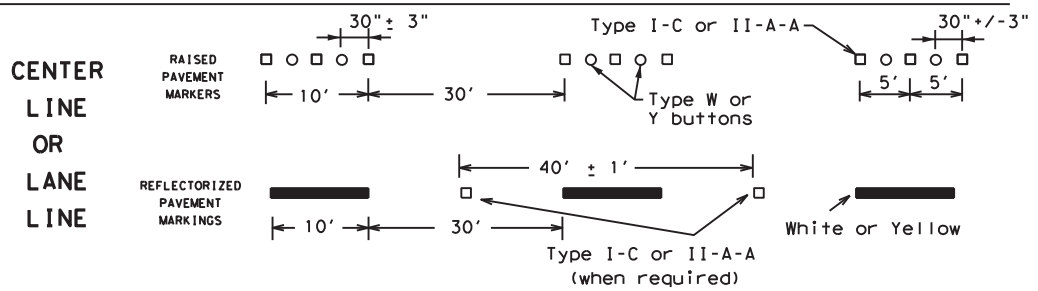 CENTER
LINE
OR
LANE
LINE
RAISED
PAVEMENT
MARKERS
30"± 3"
10'
30'
Type I-C or II-A-A
Type W or
Y buttons
30"+/-3"
5' 5'
REFLECTORIZED
PAVEMENT
MARKINGS
40' ± 1'
10'
30'
Type I-C or II-A-A
(when required)
White or Yellow